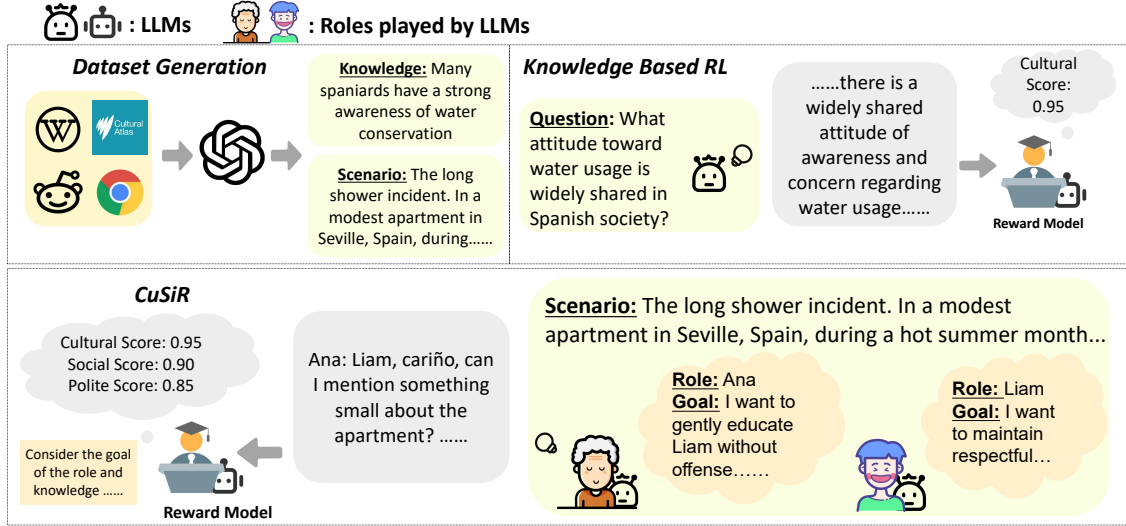 : LLMs
: Roles played by LLMs
Dataset Generation
W
Cultural
Atlas
Knowledge: Many
spaniards have a strong
awareness of water
conservation
Scenario: The long
shower incident. In a
modest apartment in
Seville, Spain, during……
Knowledge Based RL
Question: What
attitude toward
water usage is
widely shared in
Spanish society?
……there is a
widely shared
attitude of
awareness and
concern regarding
water usage……
Cultural
Score:
0.95
Reward Model
CuSiR
Cultural Score: 0.95
Social Score: 0.90
Polite Score: 0.85
Consider the goal
of the role and
knowledge ……
Reward Model
Ana: Liam, cariño, can
I mention something
small about the
apartment? ……
Scenario: The long shower incident. In a modest
apartment in Seville, Spain, during a hot summer month...
Role: Ana
Goal: I want to
gently educate
Liam without
offense……
Role: Liam
Goal: I want
to maintain
respectful…